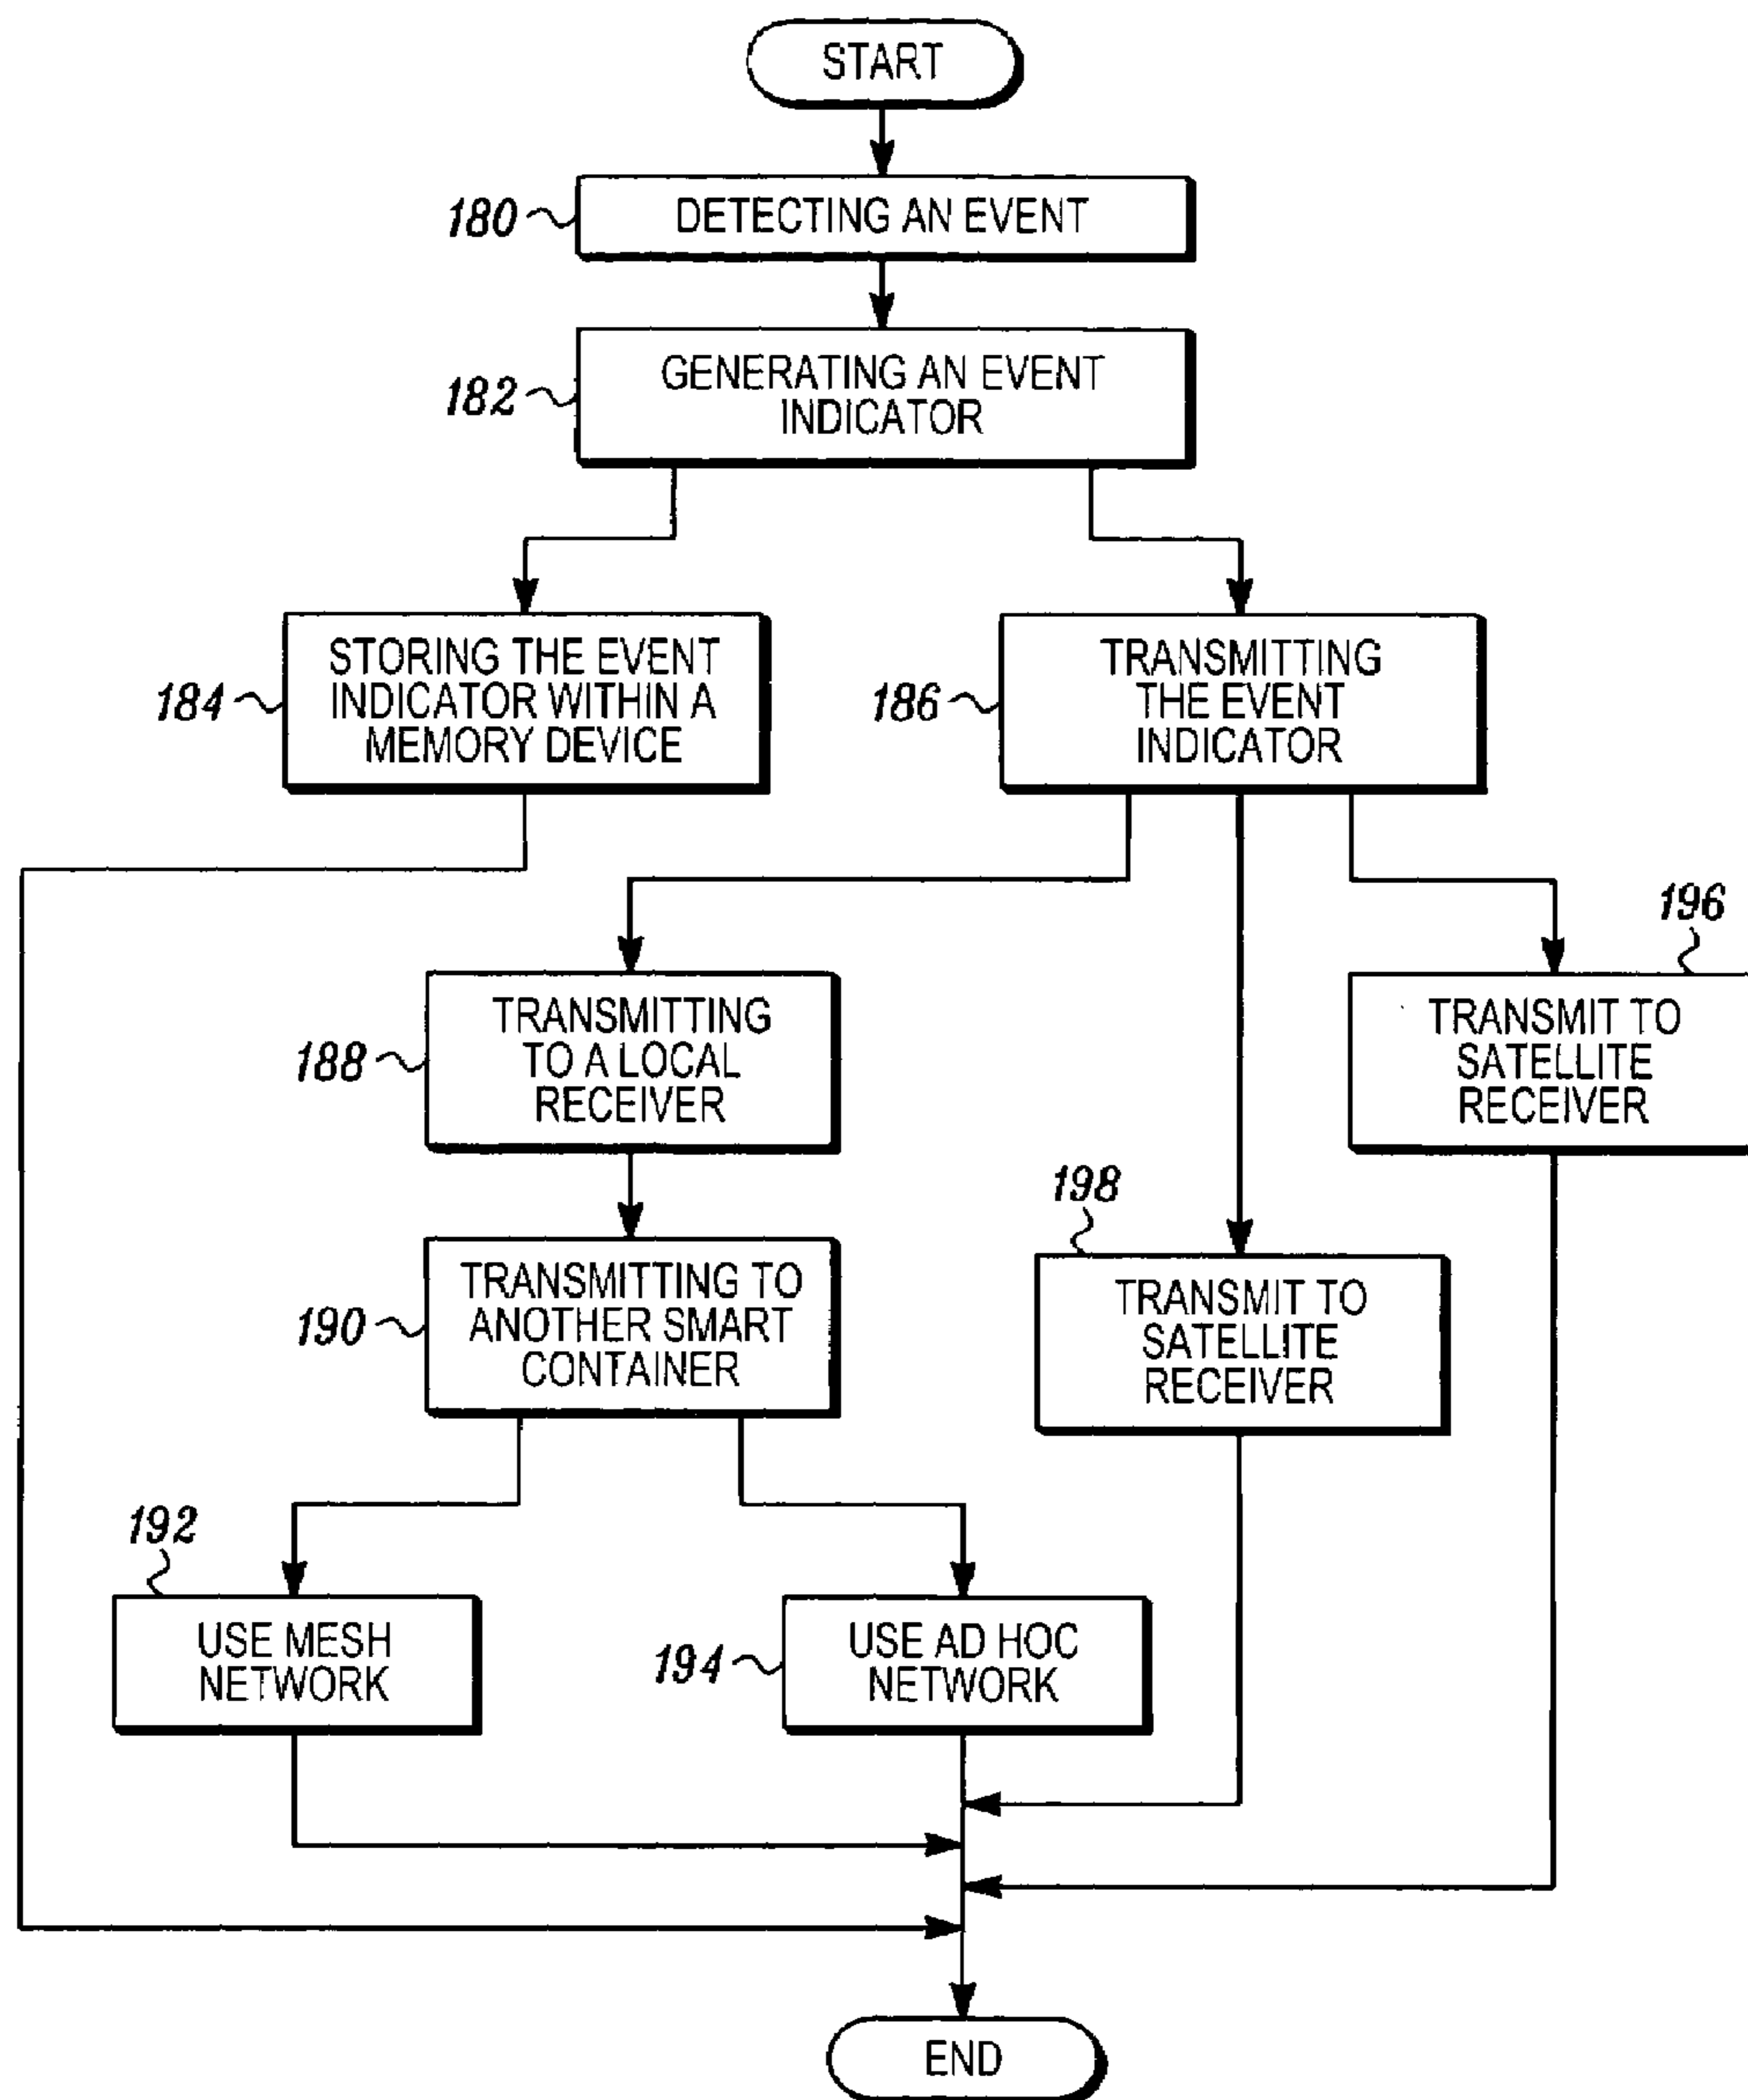 START
180
DETECTING AN EVENT
182
GENERATING AN EVENT
INDICATOR
184
STORING THE EVENT
INDICATOR WITHIN A
MEMORY DEVICE
186
TRANSMITTING
THE EVENT
INDICATOR
196
188
TRANSMITTING
TO A LOCAL
RECEIVER
TRANSMIT TO
SATELLITE
RECEIVER
198
190
TRANSMITTING TO
ANOTHER SMART
CONTAINER
TRANSMIT TO
SATELLITE
RECEIVER
192
USE MESH
NETWORK
194
USE AD HOC
NETWORK
END